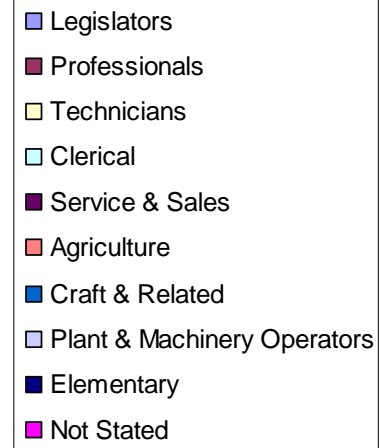 Legislators
Professionals
Technicians
Clerical
Service & Sales
Agriculture
Craft & Related
Plant & Machinery Operators
Elementary
Not Stated